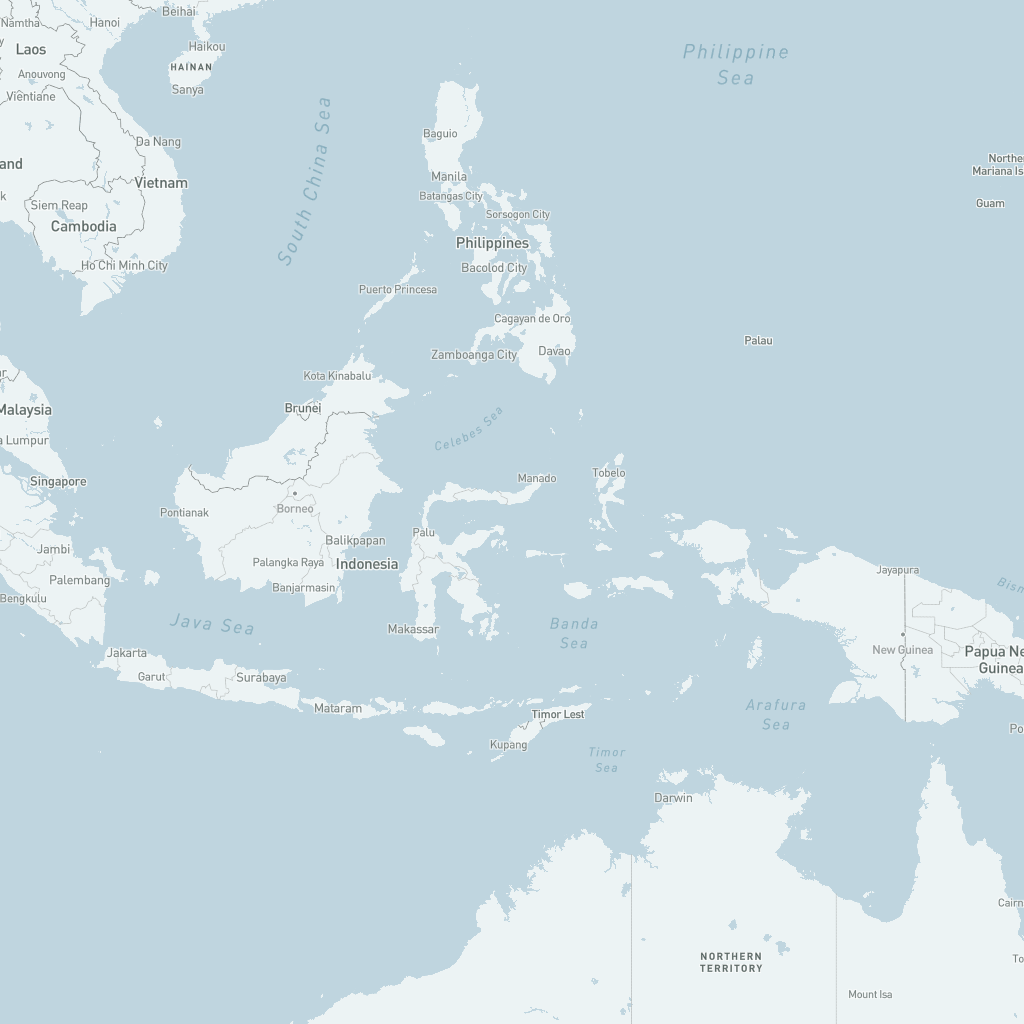 Beihai
Namtha
Hanoi
Haikou
Laos
HAINAN
Philippine
Sea
Anouvong
Vientiane
Sanya
South China Sea
Baguio
Da Nang
and
Northe
Mariana Is
Manila
Vietnam
k
Siem Reap
Batangas City
Guam
Sorsogon City
Cambodia
Philippines
Ho Chi Minh City
Bacolod City
Puerto Princesa
Cagayan de Oro
Palau
Zamboanga City
Davao
ar
Kota Kinabalu
Malaysia
Brunei
Celebes Sea
a Lumpur
Tobelo
Singapore
Manado
Borneo
Pontianak
Palu
Balikpapan
Jambi
Palangka Raya
Indonesia
Jayapura
Palembang
Banjarmasin
Bism
Bengkulu
Java Sea
Banda
Sea
Makassar
Jakarta
New Guinea
Papua Ne
Guinea
Garut
Surabaya
Mataram
Timor Lest
Arafura
Sea
Po
Kupang
Timor
Sea
Darwin
Cairn
NORTHERN
TERRITORY
To
Mount Isa